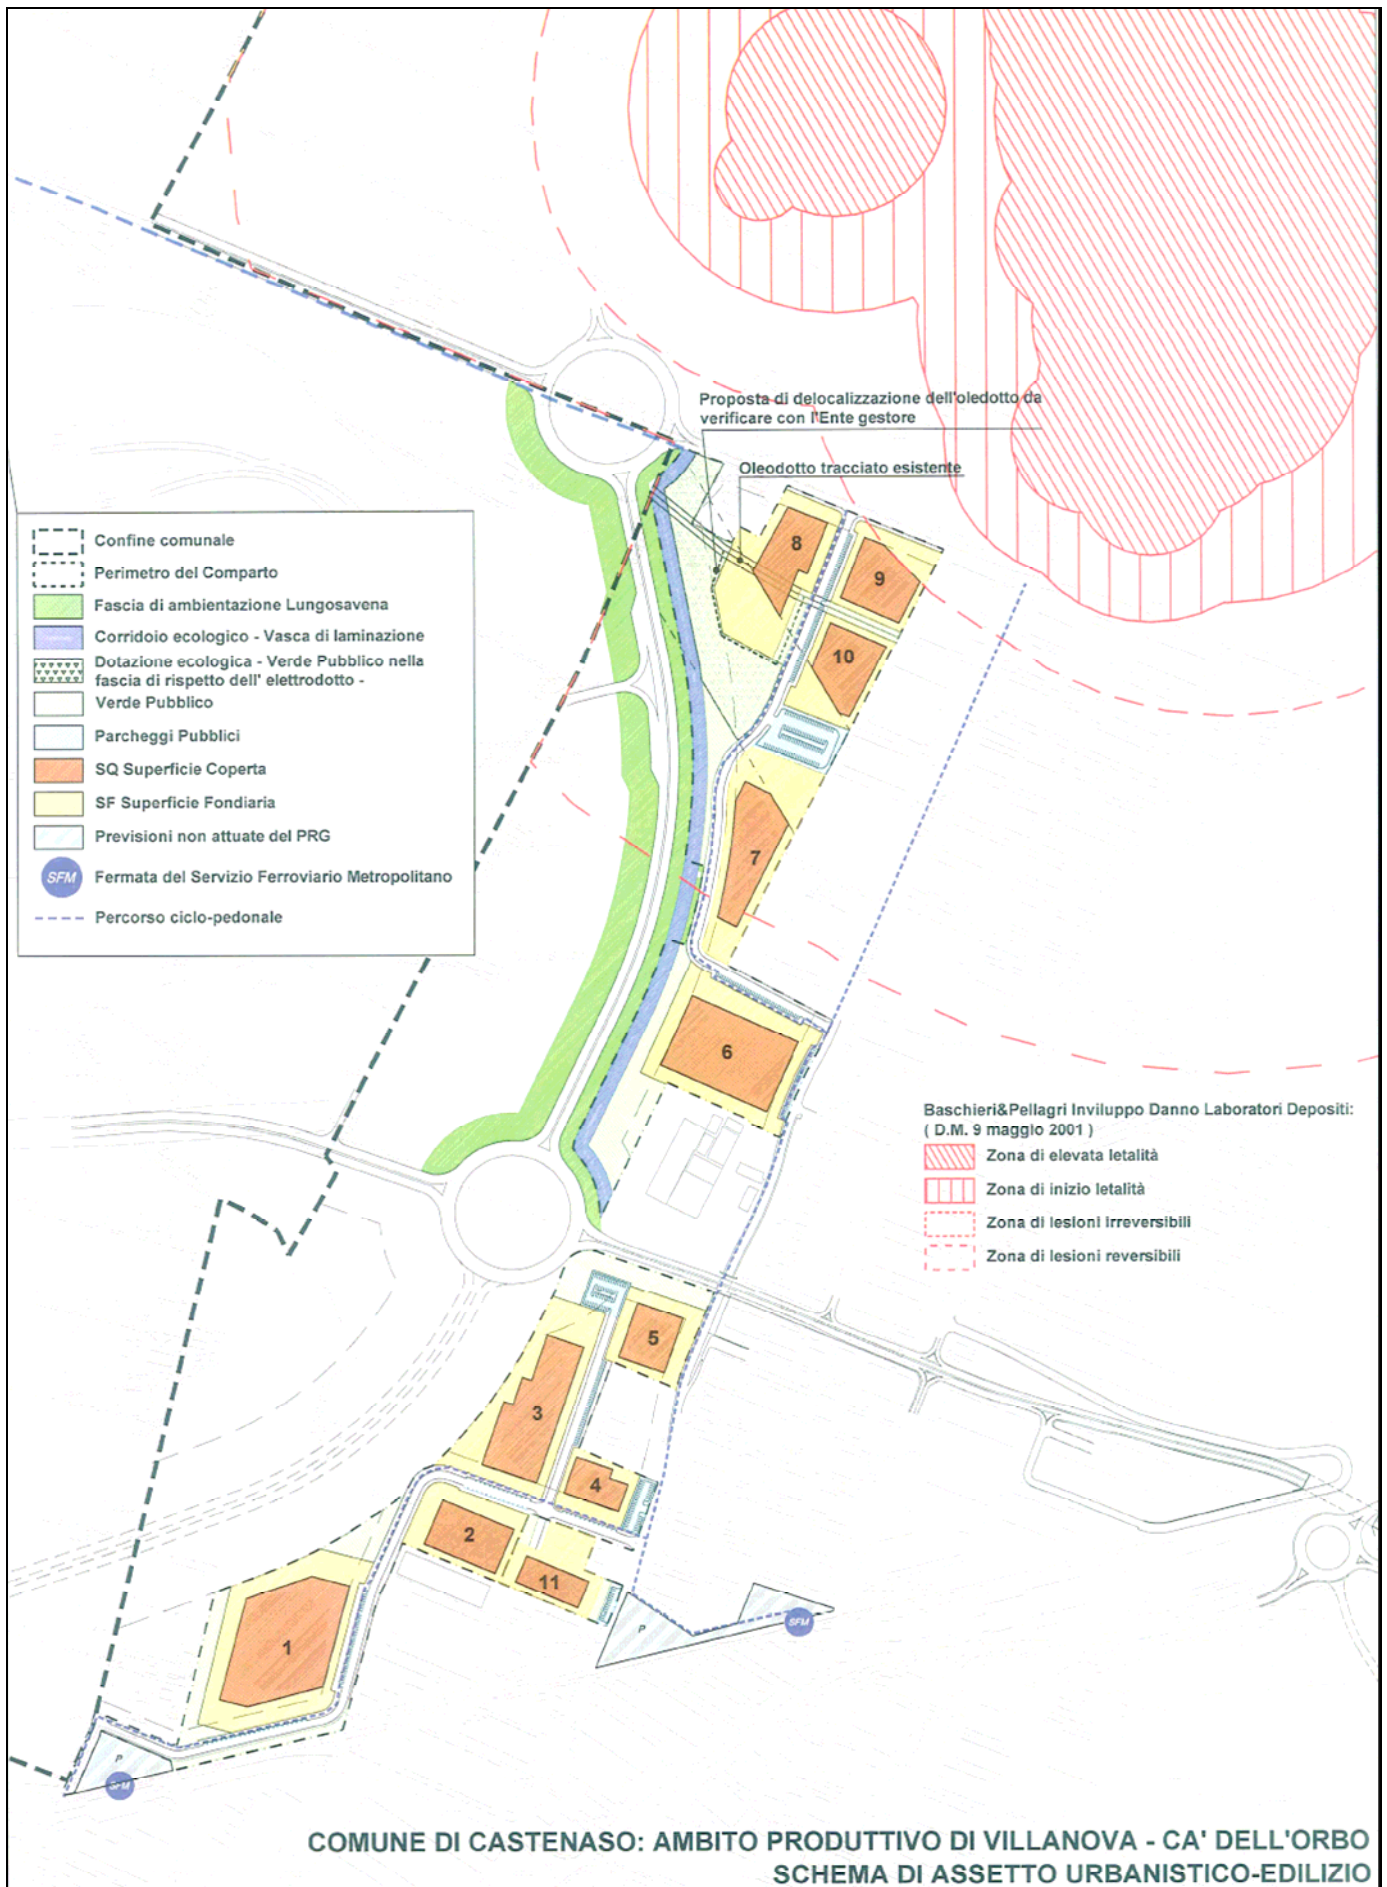 Proposta di delocalizzazione dell'oledotto da
verificare con l'Ente gestore
Oleodotto tracciato esistente
8
9
10
7
6
Confine comunale
Perimetro del Comparto
Fascia di ambientazione Lungosavena
Corridoio ecologico - Vasca di laminazione
Dotazione ecologica - Verde Pubblico nella
fascia di rispetto dell' elettrodotto -
Verde Pubblico
Parcheggi Pubblici
SQ Superficie Coperta
SF Superficie Fondiaria
Previsioni non attuate del PRG
SFM Fermata del Servizio Ferroviario Metropolitano
Percorso ciclo-pedonale
Baschieri&Pellagri Inviluppo Danno Laboratori Depositi:
( D.M. 9 maggio 2001 )
Zona di elevata letalità
Zona di inizio letalità
Zona di lesioni irreversibili
Zona di lesioni reversibili
5
3
4
2
11
1
P
SFM
P
SFM
COMUNE DI CASTENASO: AMBITO PRODUTTIVO DI VILLANOVA - CA' DELL'ORBO
SCHEMA DI ASSETTO URBANISTICO-EDILIZIO